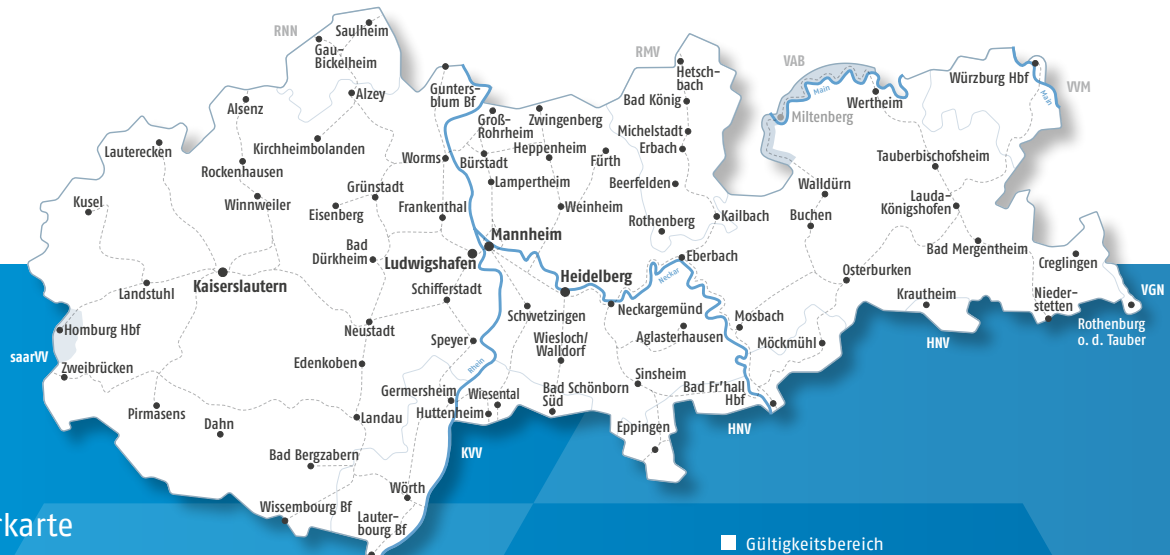 RNN
Saulheim
Gau-
Bickelheim
Alsenz
Alzey
Gunters-
blum Bf
Groß-
Rohrheim
Zwingenberg
RMV
Hetsch-
bach
Bad König
Michelstadt
Erbach
VAB
Main
Miltenberg
Wertheim
Würzburg Hbf
Main
VVM
Lauterecken
Kirchheimbolanden
Rockenhausen
Worms
Bürstadt
Heppenheim
Fürth
Lampertheim
Beerfelden
Tauberbischofsheim
Kusel
Winnweiler
Grünstadt
Eisenberg
Frankenthal
Weinheim
Rothenberg
Kailbach
Walldürn
Buchen
Lauda-
Königshofen
Bad Mergentheim
Creglingen
Mannheim
Ludwigshafen
Bad
Dürkheim
Heidelberg
Neckar
Eberbach
Osterburken
Krautheim
Nieder-
stetten
VGN
Rothenburg
o. d. Tauber
Landstuhl
Kaiserslautern
Schifferstadt
Schwetzingen
Neckargemünd
Aglasterhausen
Mosbach
Möckmühl
HNV
Homburg Hbf
saarVV
Zweibrücken
Neustadt
Speyer
Wiesloch/
Walldorf
Edenkoben
Rhein
Germersheim
Huttenheim
Wiesental
Bad Schönborn
Süd
Sinsheim
Bad Fr'hall
Hbf
HNV
Pirmasens
Dahn
Landau
Eppingen
KVV
Bad Bergzabern
Wörth
Wissembourg Bf
Lauter-
bourg Bf
rkarte
Gültigkeitsbereich